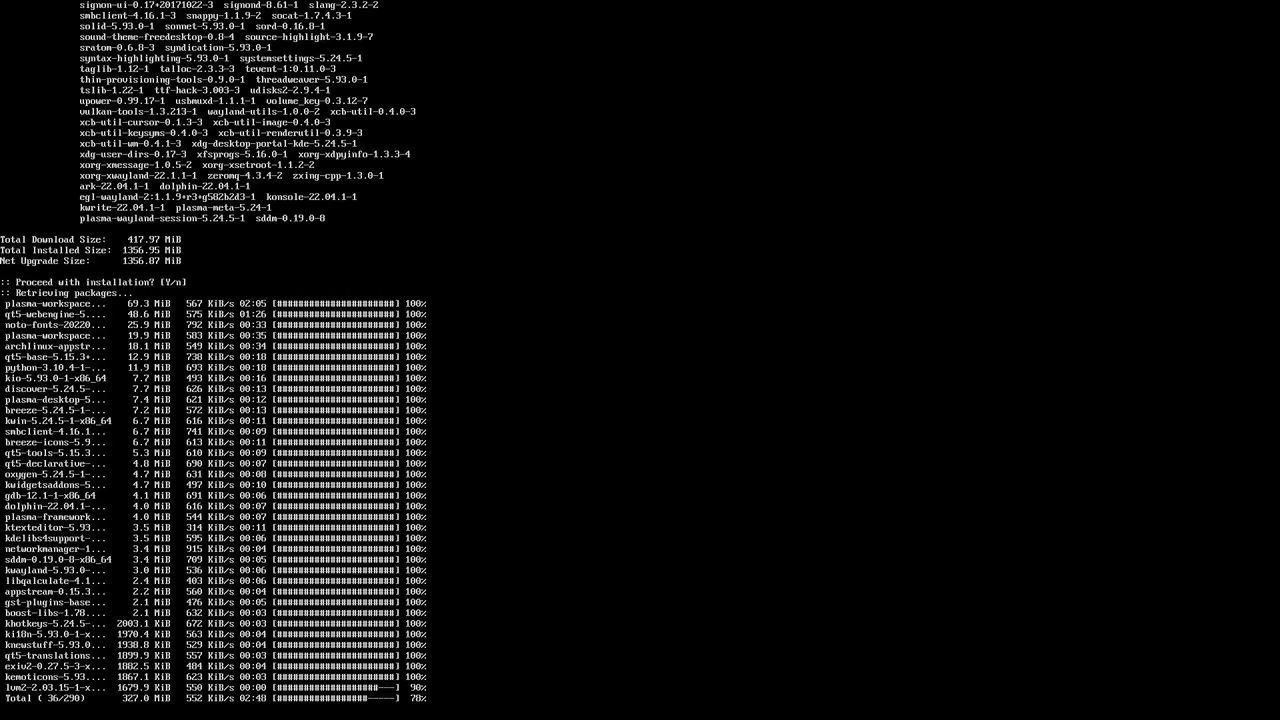 signon-ui-0.17+20171022-3  signond-8.61-1  slang-2.3.2-2
smbclient-4.16.1-3  snappy-1.1.9-2  socat-1.7.4.3-1
solid-5.93.0-1  sonnet-5.93.0-1  sord-0.16.8-1
sound-theme-freedesktop-0.8-4  source-highlight-3.1.9-7
sratom-0.6.8-3  syndication-5.93.0-1
syntax-highlighting-5.93.0-1  systemsettings-5.24.5-1
taglib-1.12-1  talloc-2.3.3-3  tevent-1:0.11.0-3
thin-provisioning-tools-0.9.0-1  threadweaver-5.93.0-1
tslib-1.22-1  ttf-hack-3.003-3  udisks2-2.9.4-1
upower-0.99.17-1  usbmuxd-1.1.1-1  volume_key-0.3.12-7
vulkan-tools-1.3.213-1  wayland-utils-1.0.0-2  xcb-util-0.4.0-3
xcb-util-cursor-0.1.3-3  xcb-util-image-0.4.0-3
xcb-util-keysyms-0.4.0-3  xcb-util-renderutil-0.3.9-3
xcb-util-wm-0.4.1-3  xdg-desktop-portal-kde-5.24.5-1
xdg-user-dirs-0.17-3  xfsprogs-5.16.0-1  xorg-xdpyinfo-1.3.3-4
xorg-xmessage-1.0.5-2  xorg-xsetroot-1.1.2-2
xorg-xwayland-22.1.1-1  zeromq-4.3.4-2  zxing-cpp-1.3.0-1
ark-22.04.1-1  dolphin-22.04.1-1
egl-wayland-2:1.1.9+r3+g582b2d3-1  konsole-22.04.1-1
kwrite-22.04.1-1  plasma-meta-5.24-1
plasma-wayland-session-5.24.5-1  sddm-0.19.0-8
Total Download Size:    417.97 MiB
Total Installed Size:  1356.95 MiB
Net Upgrade Size:      1356.87 MiB
:: Proceed with installation? [Y/n]
:: Retrieving packages...
plasma-workspace...    69.3 MiB   567 KiB/s 02:05 [######################] 100%
qt5-webengine-5....    48.6 MiB   575 KiB/s 01:26 [######################] 100%
noto-fonts-20220...    25.9 MiB   792 KiB/s 00:33 [######################] 100%
plasma-workspace...    19.9 MiB   583 KiB/s 00:35 [######################] 100%
archlinux-appstr...    18.1 MiB   549 KiB/s 00:34 [######################] 100%
qt5-base-5.15.3+...    12.9 MiB   738 KiB/s 00:18 [######################] 100%
python-3.10.4-1-...    11.9 MiB   693 KiB/s 00:18 [######################] 100%
kio-5.93.0-1-x86_64     7.7 MiB   493 KiB/s 00:16 [######################] 100%
discover-5.24.5-...     7.7 MiB   626 KiB/s 00:13 [######################] 100%
plasma-desktop-5...     7.4 MiB   621 KiB/s 00:12 [######################] 100%
breeze-5.24.5-1-...     7.2 MiB   572 KiB/s 00:13 [######################] 100%
kwin-5.24.5-1-x86_64    6.7 MiB   616 KiB/s 00:11 [######################] 100%
smbclient-4.16.1...     6.7 MiB   741 KiB/s 00:09 [######################] 100%
breeze-icons-5.9...     6.7 MiB   613 KiB/s 00:11 [######################] 100%
qt5-tools-5.15.3...     5.3 MiB   610 KiB/s 00:09 [######################] 100%
qt5-declarative-...     4.8 MiB   690 KiB/s 00:07 [######################] 100%
oxygen-5.24.5-1-...     4.7 MiB   631 KiB/s 00:08 [######################] 100%
kwidgetsaddons-5...     4.7 MiB   497 KiB/s 00:10 [######################] 100%
gdb-12.1-1-x86_64       4.1 MiB   691 KiB/s 00:06 [######################] 100%
dolphin-22.04.1-...     4.0 MiB   616 KiB/s 00:07 [######################] 100%
plasma-framework...     4.0 MiB   544 KiB/s 00:07 [######################] 100%
ktexteditor-5.93...     3.5 MiB   314 KiB/s 00:11 [######################] 100%
kdelibs4support-...     3.5 MiB   595 KiB/s 00:06 [######################] 100%
networkmanager-1...     3.4 MiB   915 KiB/s 00:04 [######################] 100%
sddm-0.19.0-8-x86_64    3.4 MiB   709 KiB/s 00:05 [######################] 100%
kwayland-5.93.0-...     3.0 MiB   536 KiB/s 00:06 [######################] 100%
libqalculate-4.1...     2.4 MiB   403 KiB/s 00:06 [######################] 100%
appstream-0.15.3...     2.2 MiB   560 KiB/s 00:04 [######################] 100%
gst-plugins-base...     2.1 MiB   476 KiB/s 00:05 [######################] 100%
boost-libs-1.78....     2.1 MiB   632 KiB/s 00:03 [######################] 100%
khotkeys-5.24.5-...  2003.1 KiB   672 KiB/s 00:03 [######################] 100%
ki18n-5.93.0-1-x...  1970.4 KiB   563 KiB/s 00:04 [######################] 100%
knewstuff-5.93.0...  1938.8 KiB   529 KiB/s 00:04 [######################] 100%
qt5-translations...  1899.9 KiB   557 KiB/s 00:03 [######################] 100%
exiv2-0.27.5-3-x...  1882.5 KiB   484 KiB/s 00:04 [######################] 100%
kemoticons-5.93....  1867.1 KiB   623 KiB/s 00:03 [######################] 100%
lvm2-2.03.15-1-x...  1679.9 KiB   550 KiB/s 00:00 [###################---]  90%
Total ( 36/290)       327.0 MiB   552 KiB/s 02:48 [#################-----]  78%